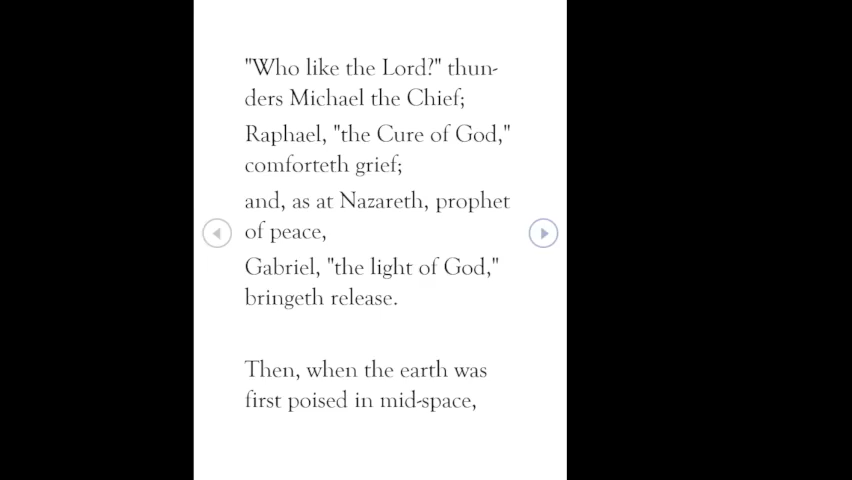 "Who like the Lord?" thun-
ders Michael the Chief;
Raphael, "the Cure of God,"
comforteth grief;
and, as at Nazareth, prophet
of peace,
Gabriel, "the light of God,"
bringeth release.
Then, when the earth was
first poised in mid-space,